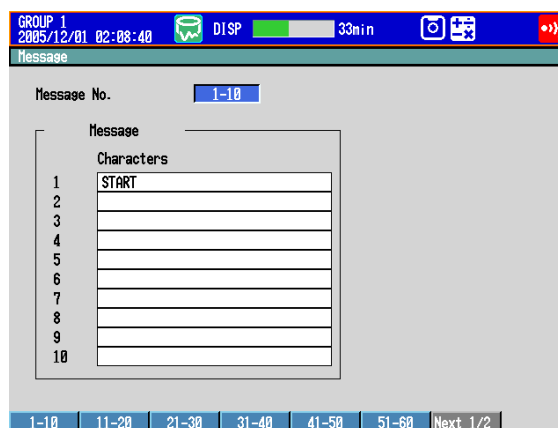 GROUP 1
2005/12/01 02:08:40 DISP 33min
Message
Message No. 1-10
Message
Characters
1 START
2
3
4
5
6
7
8
9
10
1-10 11-20 21-30 31-40 41-50 51-60 Next 1/2